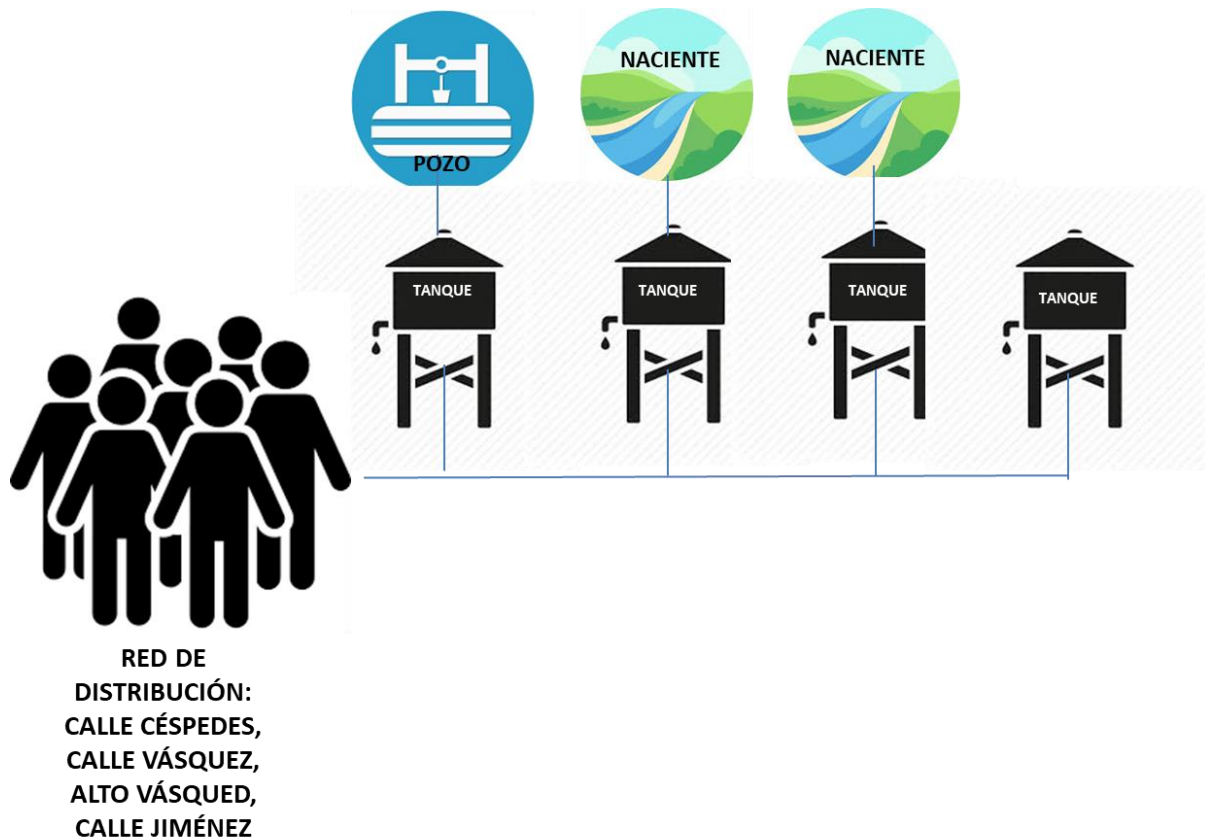 NACIENTE
NACIENTE
POZO
TANQUE
TANQUE
TANQUE
TANQUE
RED DE
DISTRIBUCIÓN:
CALLE CÉSPEDES,
CALLE VÁSQUEZ,
ALTO VÁSQUED,
CALLE JIMÉNEZ